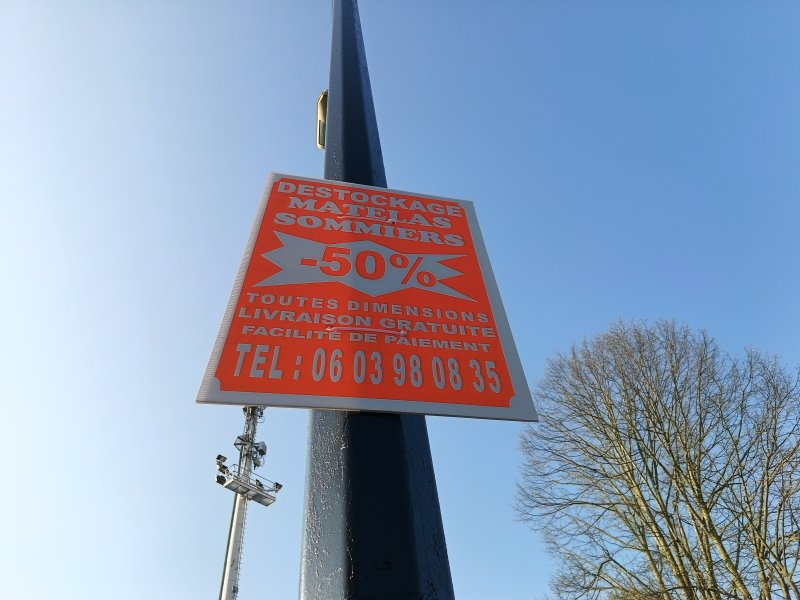 DESTOCKAGE
MATELAS
SOMMIERS
-50%
TOUTES DIMENSIONS
LIVRAISON GRATUITE
FACILITÉ DE PAIEMENT
TEL : 06 03 98 08 35